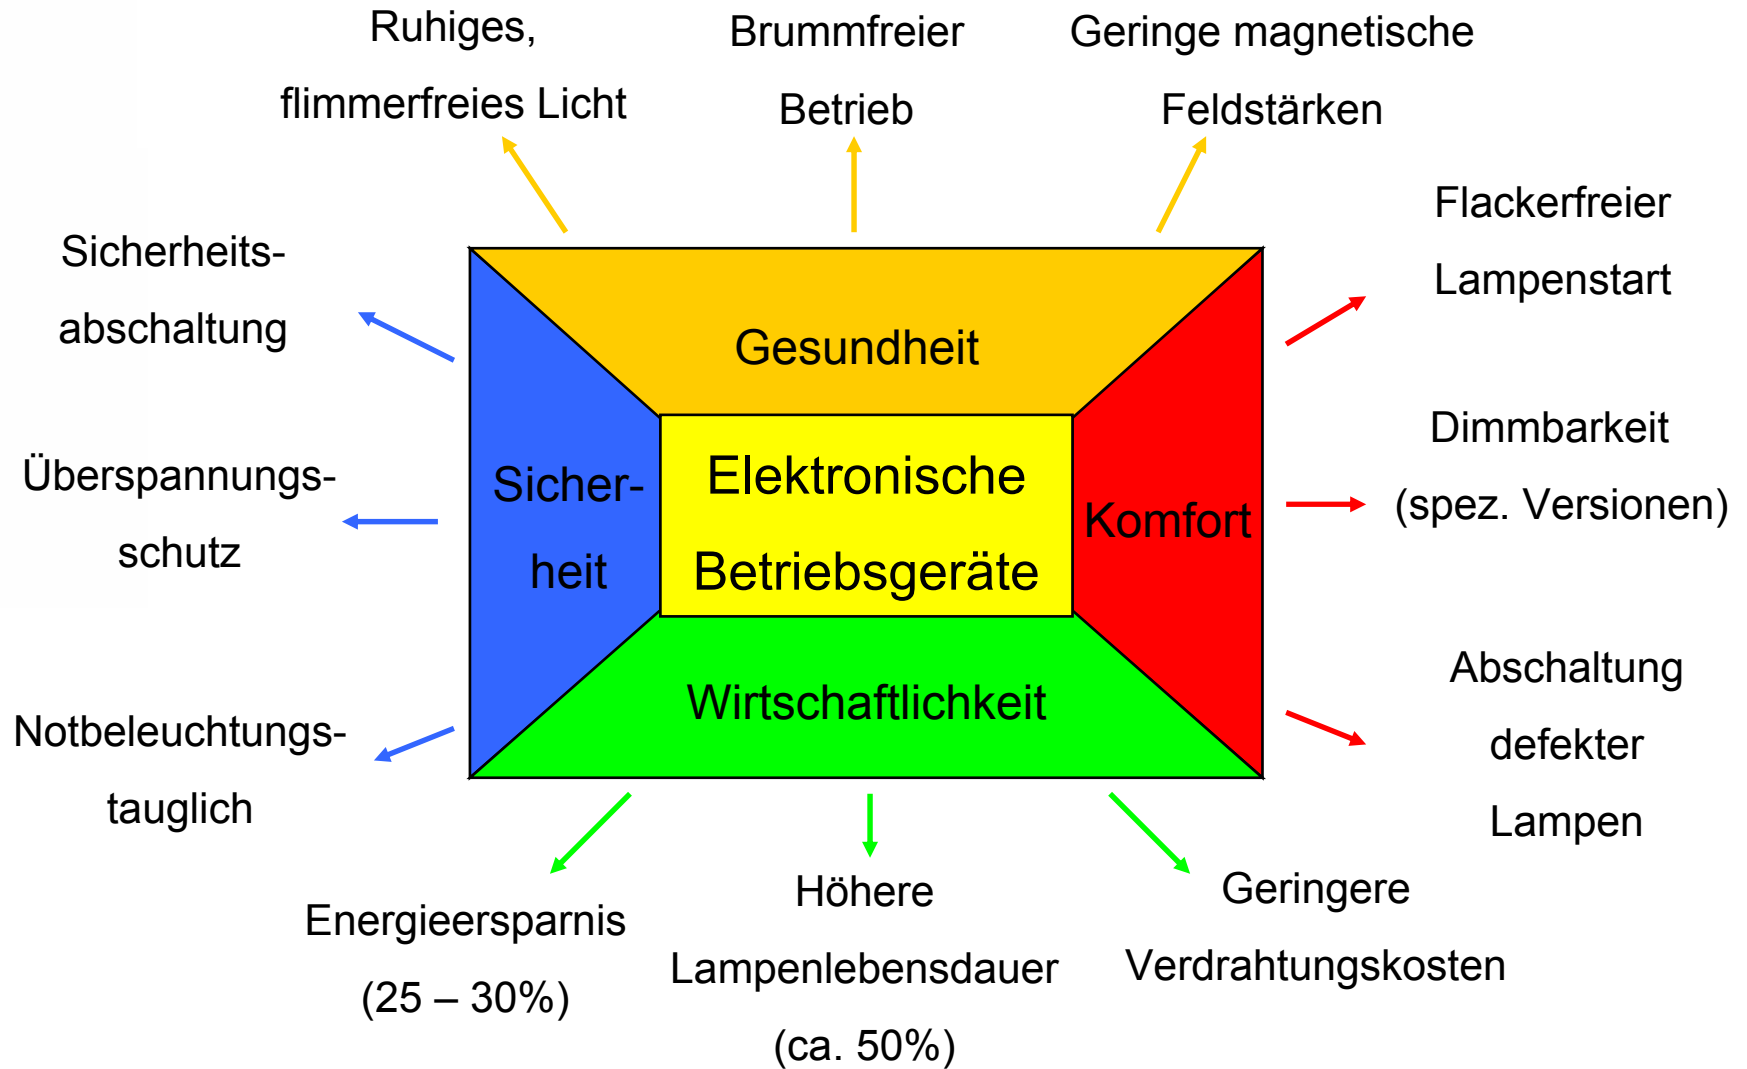 Ruhiges,
flimmerfreies Licht
Brummfreier
Betrieb
Geringe magnetische
Feldstärken
Sicherheits-
abschaltung
Überspannungs-
schutz
Notbeleuchtungs-
tauglich
Gesundheit
Sicher-
heit
Elektronische
Betriebsgeräte
Komfort
Wirtschaftlichkeit
Flackerfreier
Lampenstart
Dimmbarkeit
(spez. Versionen)
Abschaltung
defekter
Lampen
Energieersparnis
(25 – 30%)
Höhere
Lampenlebensdauer
(ca. 50%)
Geringere
Verdrahtungskosten